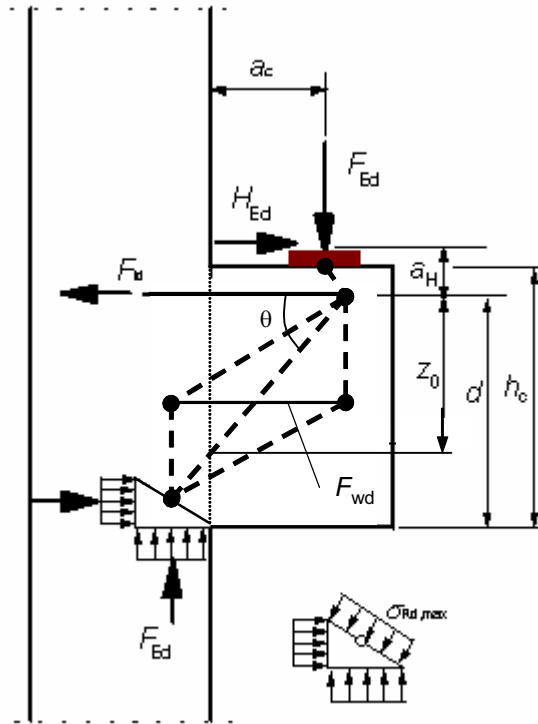 a_c
F_Ed
H_Ed
F_td
a_H
θ
z_0
d
h_c
F_wd
F_Ed
σ_Rd,max